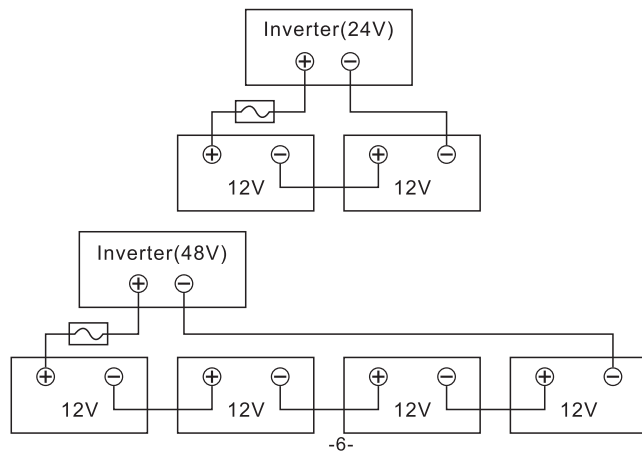 Inverter(24V)
12V 12V
Inverter(48V)
12V 12V 12V 12V
-6-